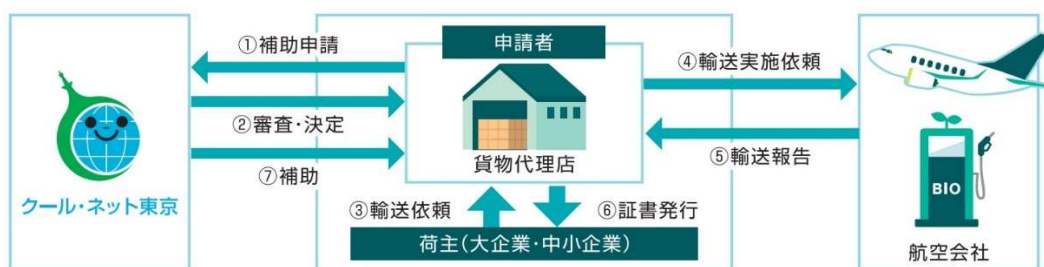 ①補助申請
②審査・決定
⑦補助
クール・ネット東京
申請者
貨物代理店
③輸送依頼
⑥証書発行
荷主(大企業・中小企業)
④輸送実施依頼
⑤輸送報告
BIO
航空会社